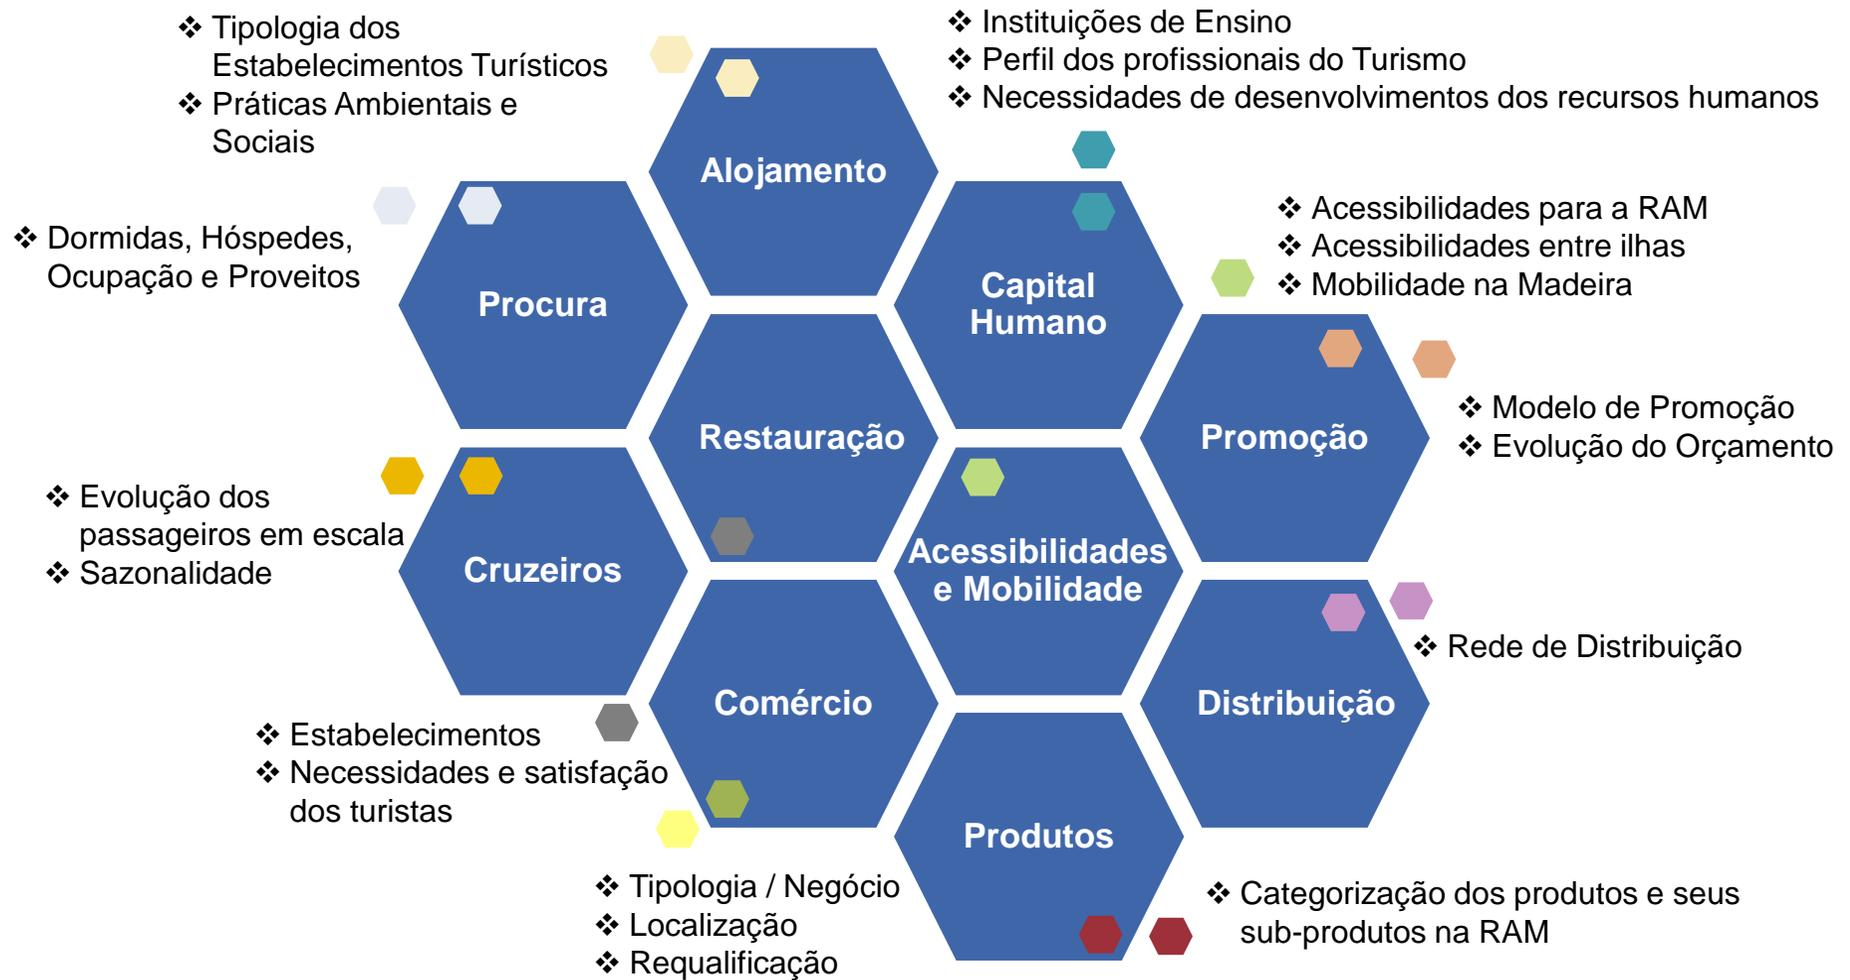 ❖ Tipologia dos
Estabelecimentos Turísticos
❖ Práticas Ambientais e
Sociais
❖ Instituições de Ensino
❖ Perfil dos profissionais do Turismo
❖ Necessidades de desenvolvimentos dos recursos humanos
Alojamento
❖ Dormidas, Hóspedes,
Ocupação e Proveitos
Procura
Capital
Humano
❖ Acessibilidades para a RAM
❖ Acessibilidades entre ilhas
❖ Mobilidade na Madeira
Restauração
Promoção
❖ Modelo de Promoção
❖ Evolução do Orçamento
❖ Evolução dos
passageiros em escala
❖ Sazonalidade
Cruzeiros
Acessibilidades
e Mobilidade
❖ Rede de Distribuição
Comércio
Distribuição
❖ Estabelecimentos
❖ Necessidades e satisfação
dos turistas
Produtos
❖ Tipologia / Negócio
❖ Localização
❖ Requalificação
❖ Categorização dos produtos e seus
sub-produtos na RAM